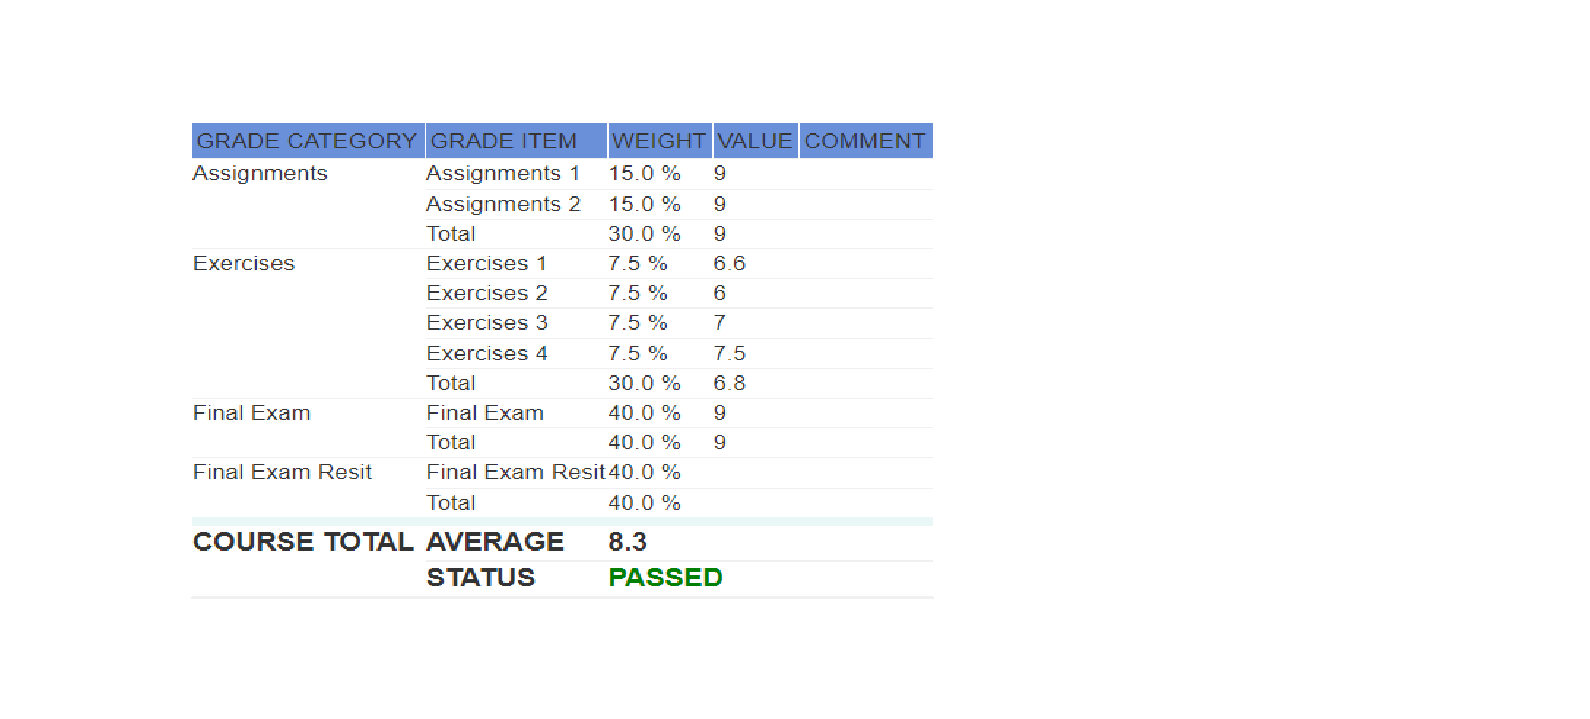 GRADE CATEGORY GRADE ITEM WEIGHT VALUE COMMENT
Assignments Assignments 1 15.0 % 9
Assignments 2 15.0 % 9
Total 30.0 % 9
Exercises Exercises 1 7.5 % 6.6
Exercises 2 7.5 % 6
Exercises 3 7.5 % 7
Exercises 4 7.5 % 7.5
Total 30.0 % 6.8
Final Exam Final Exam 40.0 % 9
Total 40.0 % 9
Final Exam Resit Final Exam Resit 40.0 %
Total 40.0 %
COURSE TOTAL AVERAGE 8.3
STATUS PASSED